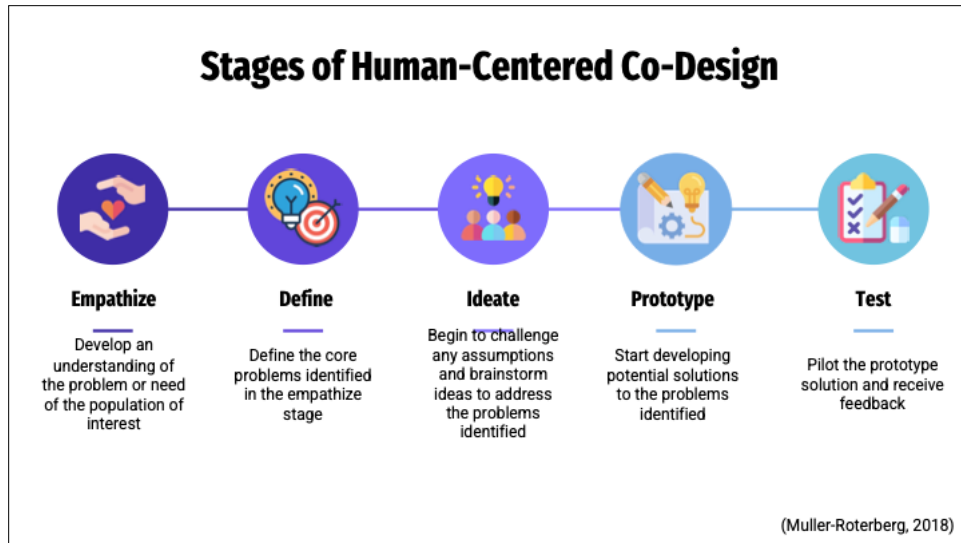 Stages of Human-Centered Co-Design
Empathize
Develop an
understanding of
the problem or need
of the population of
interest
Define
Define the core
problems identified
in the empathize
stage
Ideate
Begin to challenge
any assumptions
and brainstorm
ideas to address
the problems
identified
Prototype
Start developing
potential solutions
to the problems
identified
Test
Pilot the prototype
solution and receive
feedback
(Muller-Roterberg, 2018)